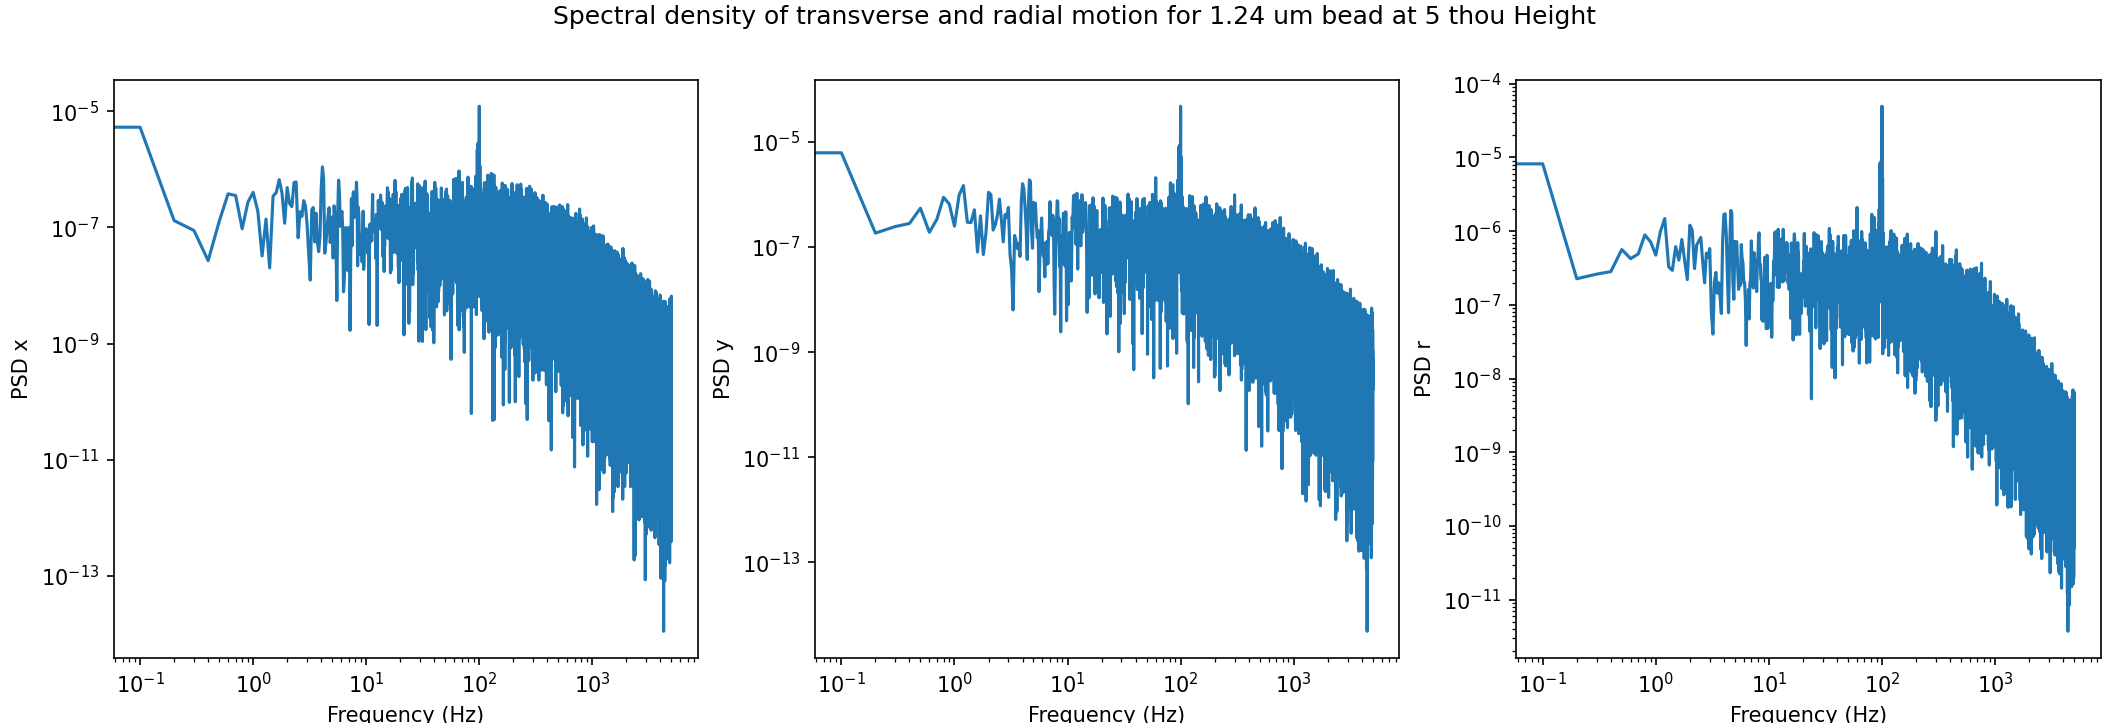 Spectral density of transverse and radial motion for 1.24 um bead at 5 thou Height
PSD x
10⁻⁵
10⁻⁷
10⁻⁹
10⁻¹¹
10⁻¹³
10⁻¹ 10⁰ 10¹ 10² 10³
Frequency (Hz)
PSD y
10⁻⁵
10⁻⁷
10⁻⁹
10⁻¹¹
10⁻¹³
10⁻¹ 10⁰ 10¹ 10² 10³
Frequency (Hz)
PSD r
10⁻⁴
10⁻⁵
10⁻⁶
10⁻⁷
10⁻⁸
10⁻⁹
10⁻¹⁰
10⁻¹¹
10⁻¹ 10⁰ 10¹ 10² 10³
Frequency (Hz)